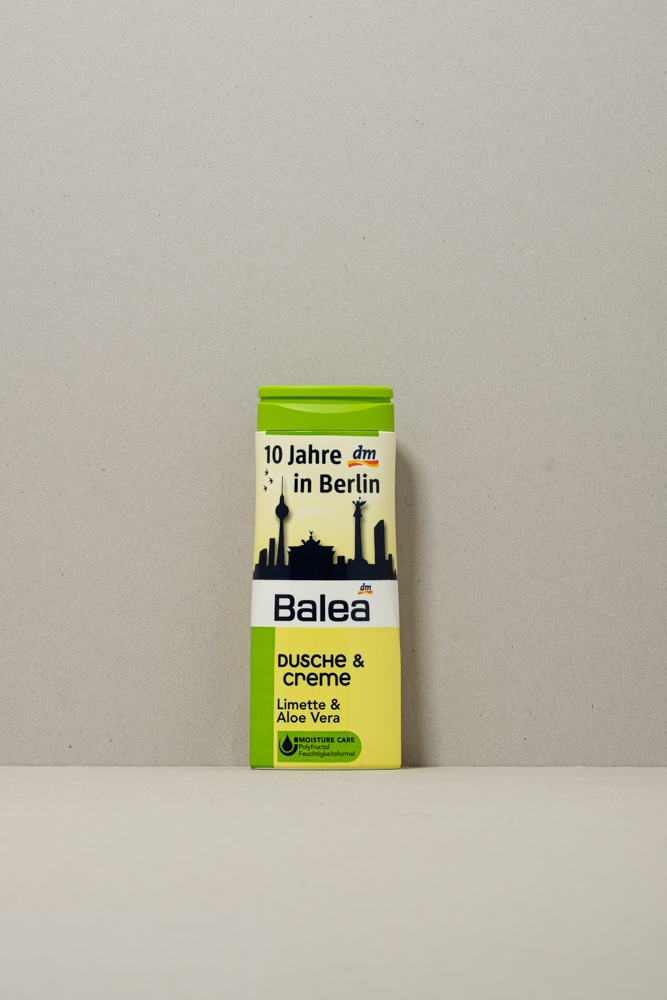 10 Jahre dm
in Berlin
dm
Balea
DUSCHE &
CREME
Limette &
Aloe Vera
MOISTURE CARE
Polyfructol
Feuchtigkeitsformel